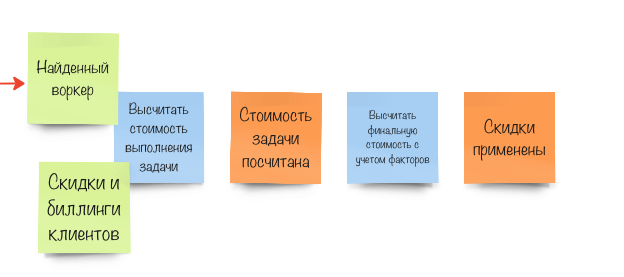 Найденный
воркер
Высчитать
стоимость
выполнения
задачи
Скидки и
биллинги
клиентов
Стоимость
задачи
посчитана
Высчитать
финальную
стоимость с
учетом факторов
Скидки
применены